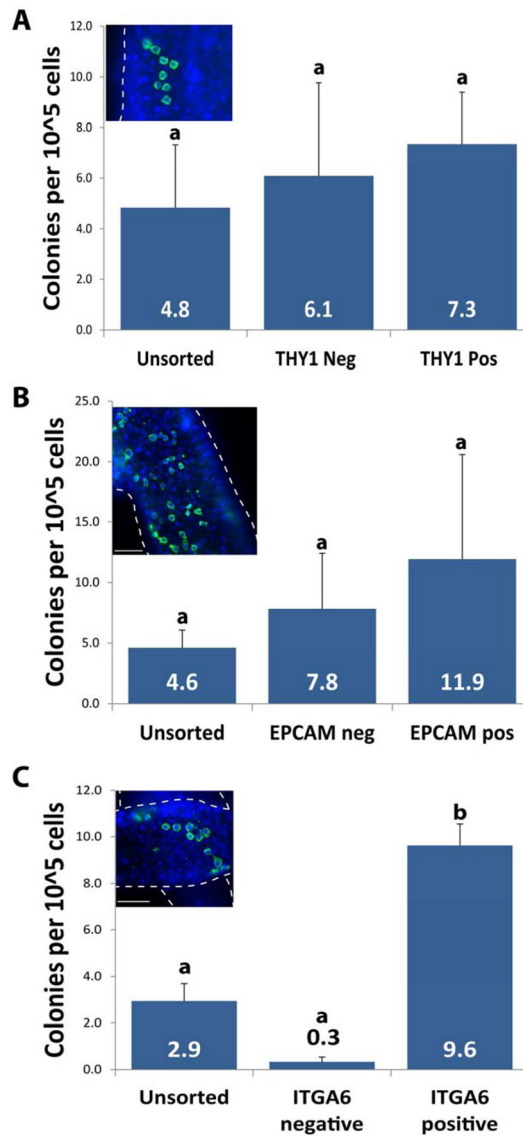 A
Colonies per 10^5 cells
12.0
10.0
8.0
6.0
4.0
2.0
0.0
a
a
a
4.8
6.1
7.3
Unsorted
THY1 Neg
THY1 Pos
B
Colonies per 10^5 cells
25.0
20.0
15.0
10.0
5.0
0.0
a
a
a
4.6
7.8
11.9
Unsorted
EPCAM neg
EPCAM pos
C
Colonies per 10^5 cells
12.0
10.0
8.0
6.0
4.0
2.0
0.0
a
a
b
2.9
0.3
9.6
Unsorted
ITGA6
negative
ITGA6
positive